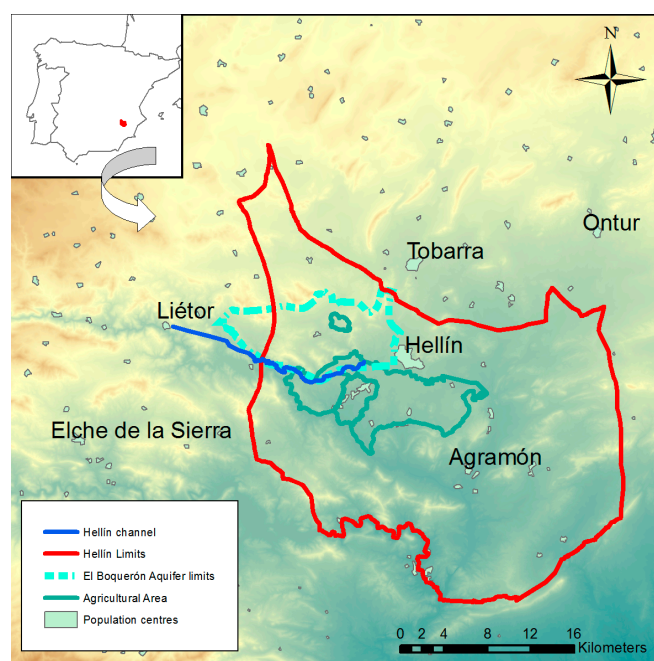 N
Ontur
Tobarra
Liétor
Hellín
Elche de la Sierra
Agramón
Hellín channel
Hellín Limits
El Boquerón Aquifer limits
Agricultural Area
Population centres
0 2 4 8 12 16
Kilometers